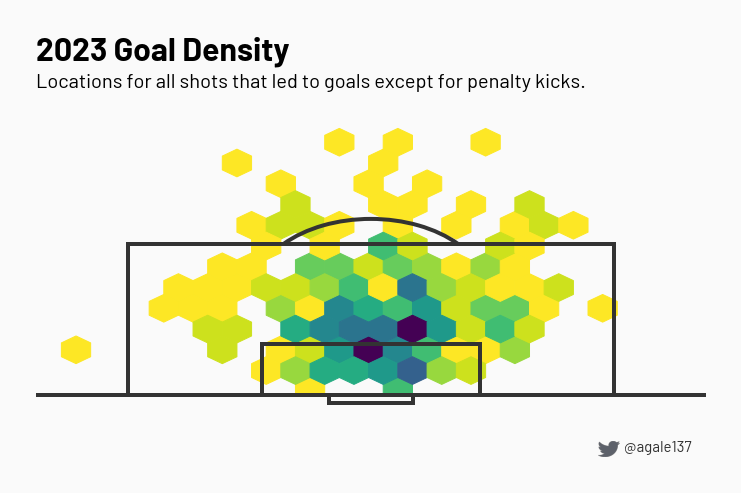 2023 Goal Density
Locations for all shots that led to goals except for penalty kicks.
@agale137